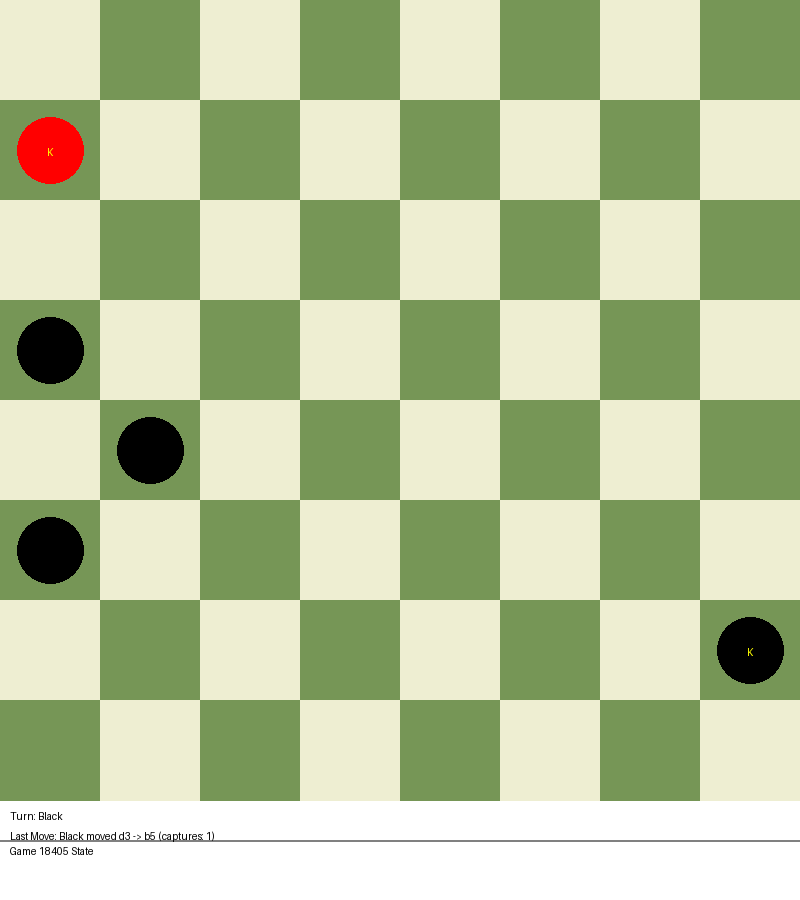 K
K
Turn: Black
Last Move: Black moved d3 -> b5 (captures: 1)
Game 18405 State